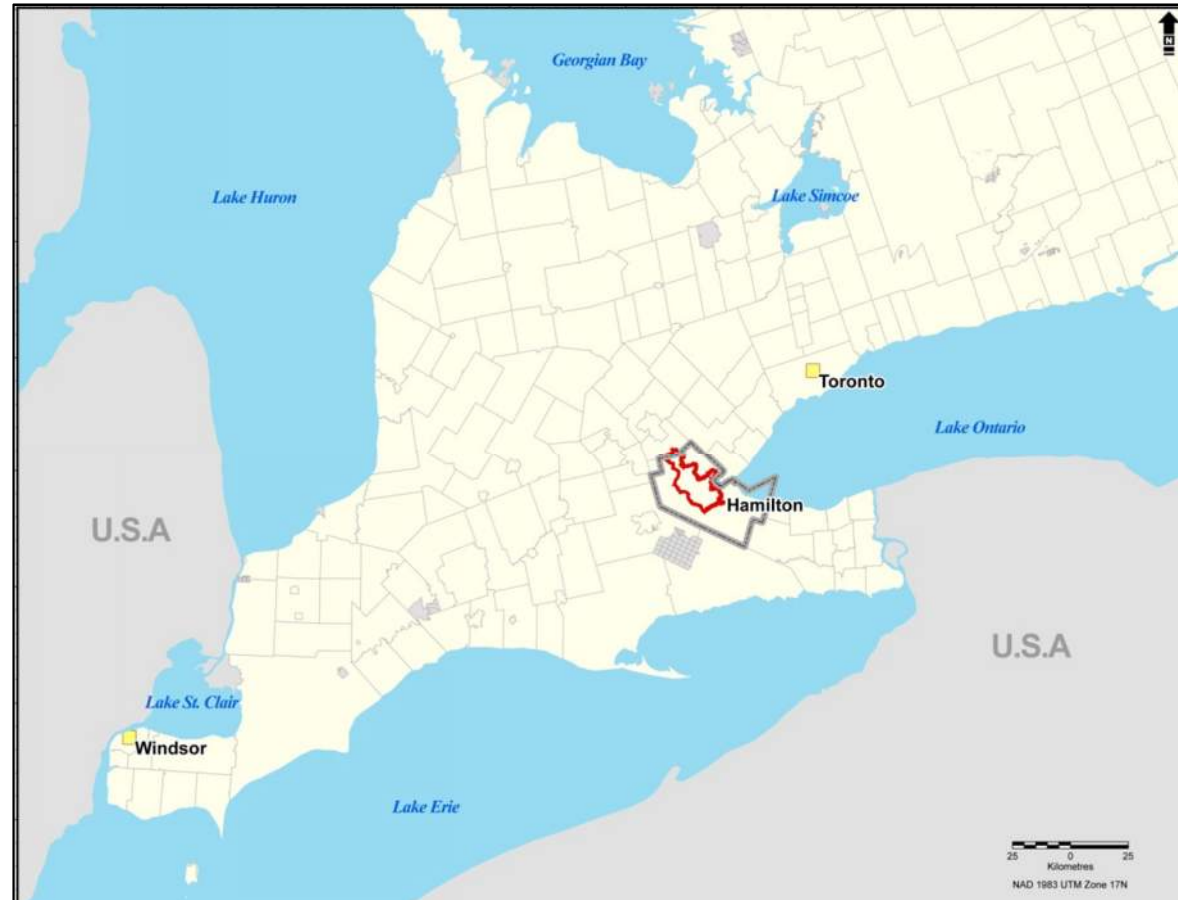 N
Georgian Bay
Lake Huron
Lake Simcoe
Toronto
Lake Ontario
Hamilton
U.S.A
U.S.A
Lake St. Clair
Windsor
Lake Erie
25 0 25
Kilometres
NAD 1983 UTM Zone 17N